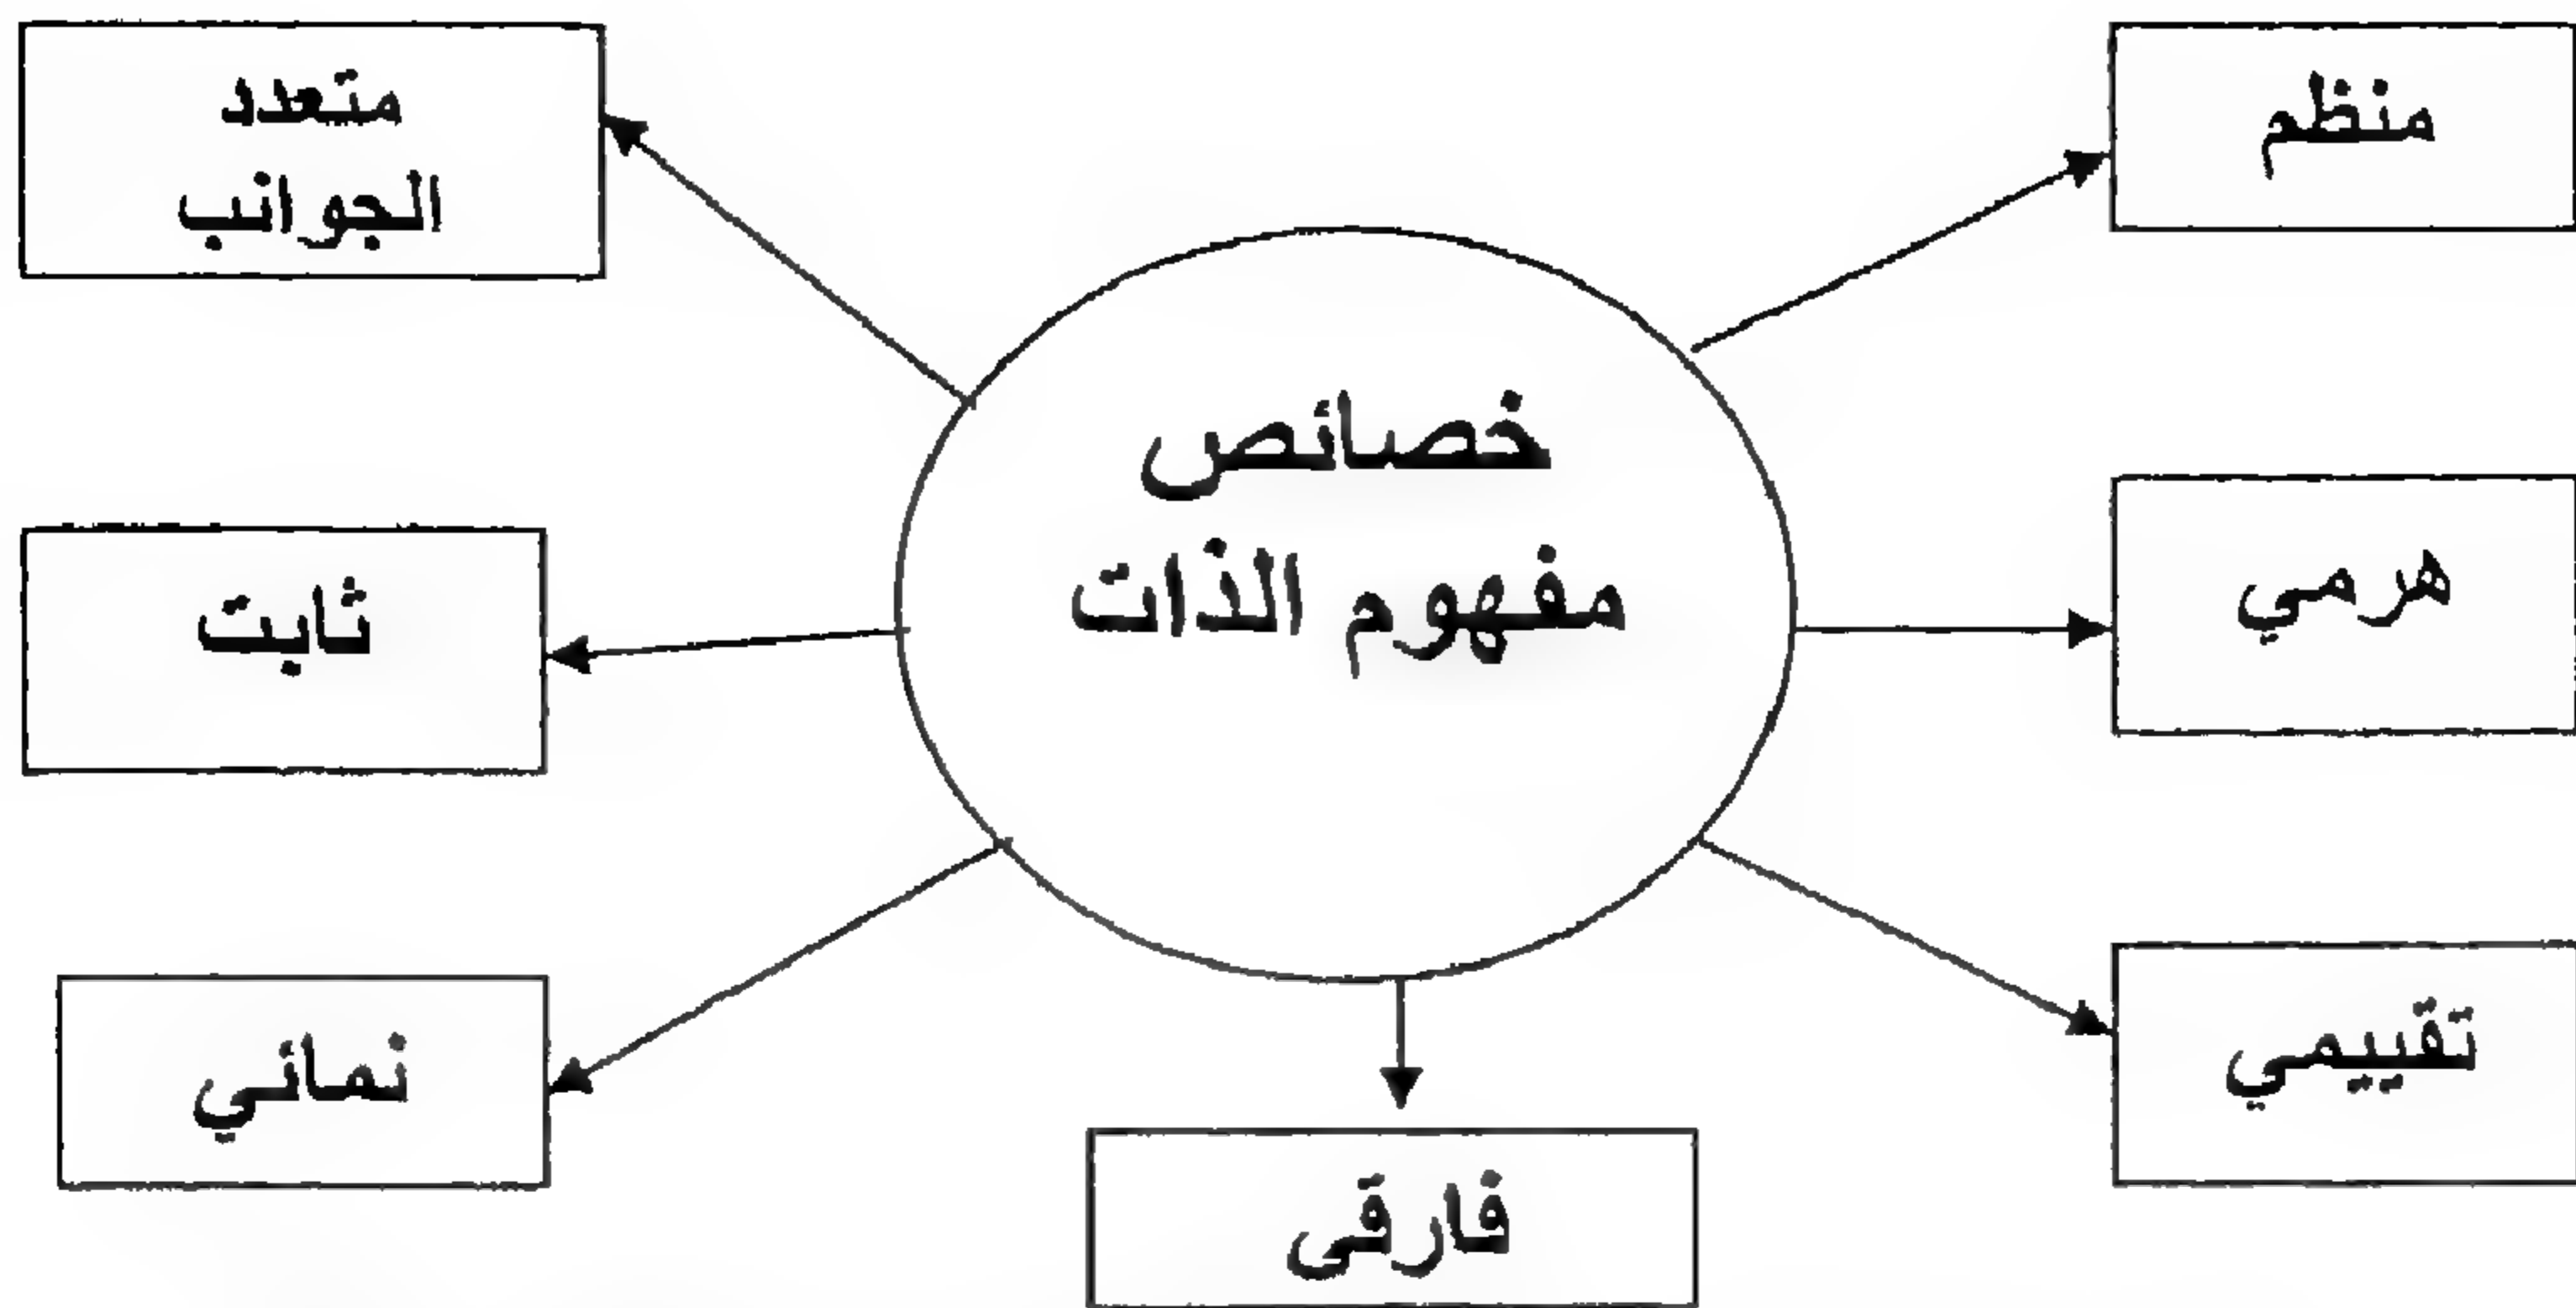 خصائص
مفهوم الذات
منظم
متعدد
الجوانب
هرمي
ثابت
تقييمي
نمائي
فارقى